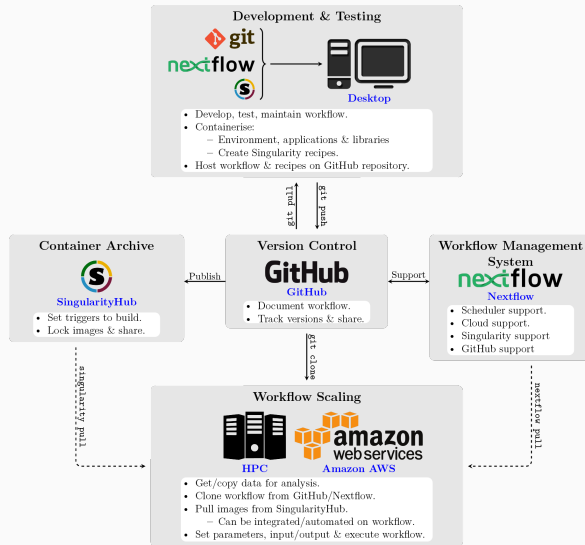 Development & Testing
git
nextflow
S
Desktop
• Develop, test, maintain workflow.
• Containerise:
– Environment, applications & libraries
– Create Singularity recipes.
• Host workflow & recipes on GitHub repository.
git pull
git push
Container Archive
S
SingularityHub
• Set triggers to build.
• Lock images & share.
Publish
Version Control
GitHub
GitHub
• Document workflow.
• Track versions & share.
Support
Workflow Management
System
nextflow
Nextflow
• Scheduler support.
• Cloud support.
• Singularity support
• GitHub support
singularity pull
git clone
nextflow pull
Workflow Scaling
amazon
web services
HPC
Amazon AWS
• Get/copy data for analysis.
• Clone workflow from GitHub/Nextflow.
• Pull images from SingularityHub.
– Can be integrated/automated on workflow.
• Set parameters, input/output & execute workflow.